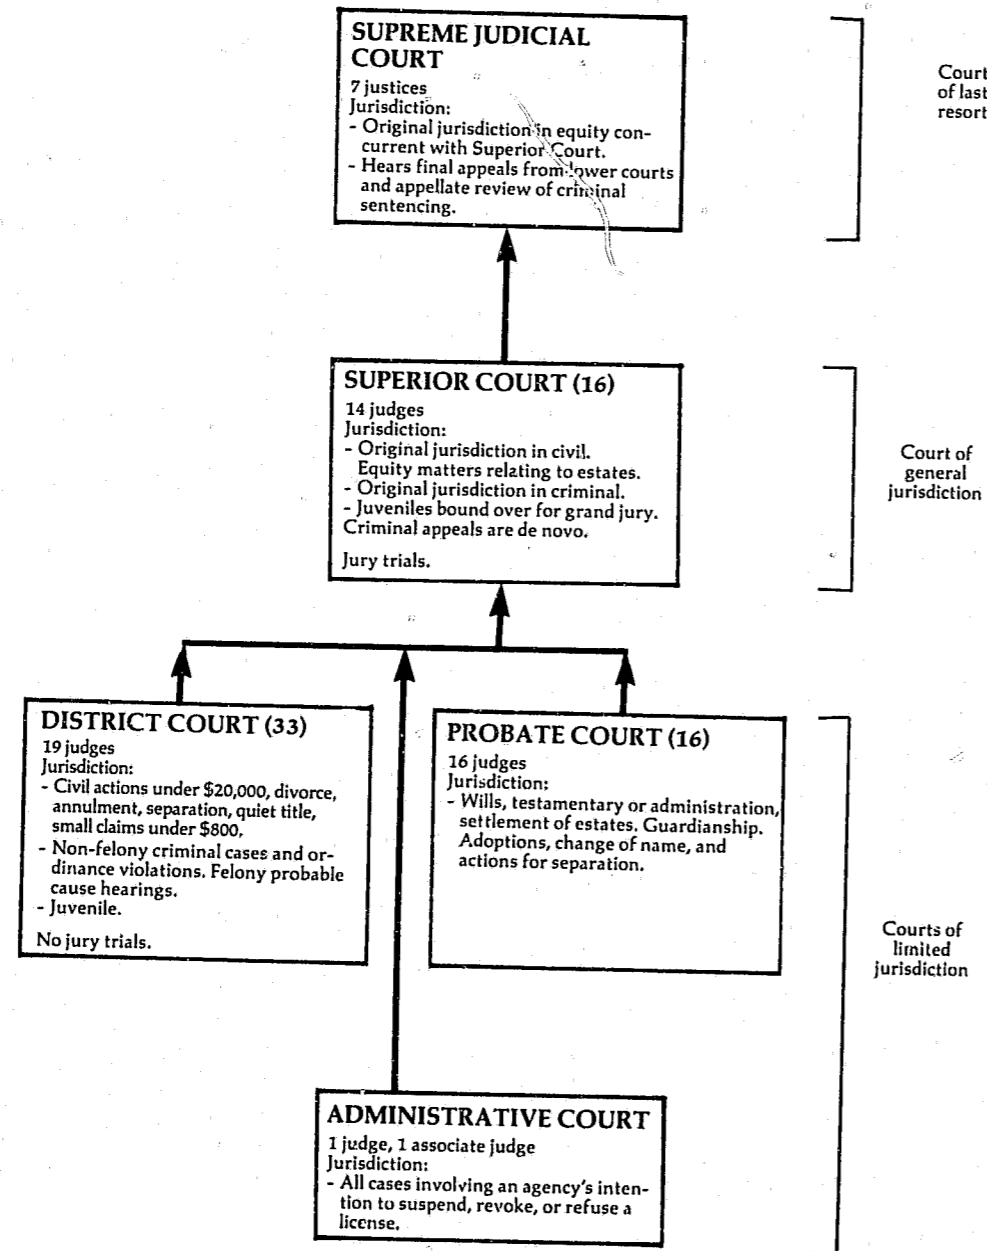 SUPREME JUDICIAL
COURT
7 justices
Jurisdiction:
- Original jurisdiction in equity con-
current with Superior Court.
- Hears final appeals from lower courts
and appellate review of criminal
sentencing.
Court
of last
resort
SUPERIOR COURT (16)
14 judges
Jurisdiction:
- Original jurisdiction in civil.
Equity matters relating to estates.
- Original jurisdiction in criminal.
- Juveniles bound over for grand jury.
Criminal appeals are de novo.
Jury trials.
Court of
general
jurisdiction
DISTRICT COURT (33)
19 judges
Jurisdiction:
- Civil actions under $20,000, divorce,
annulment, separation, quiet title,
small claims under $800.
- Non-felony criminal cases and or-
dinance violations. Felony probable
cause hearings.
- Juvenile.
No jury trials.
PROBATE COURT (16)
16 judges
Jurisdiction:
- Wills, testamentary or administration,
settlement of estates. Guardianship.
Adoptions, change of name, and
actions for separation.
Courts of
limited
jurisdiction
ADMINISTRATIVE COURT
1 judge, 1 associate judge
Jurisdiction:
- All cases involving an agency's inten-
tion to suspend, revoke, or refuse a
license.